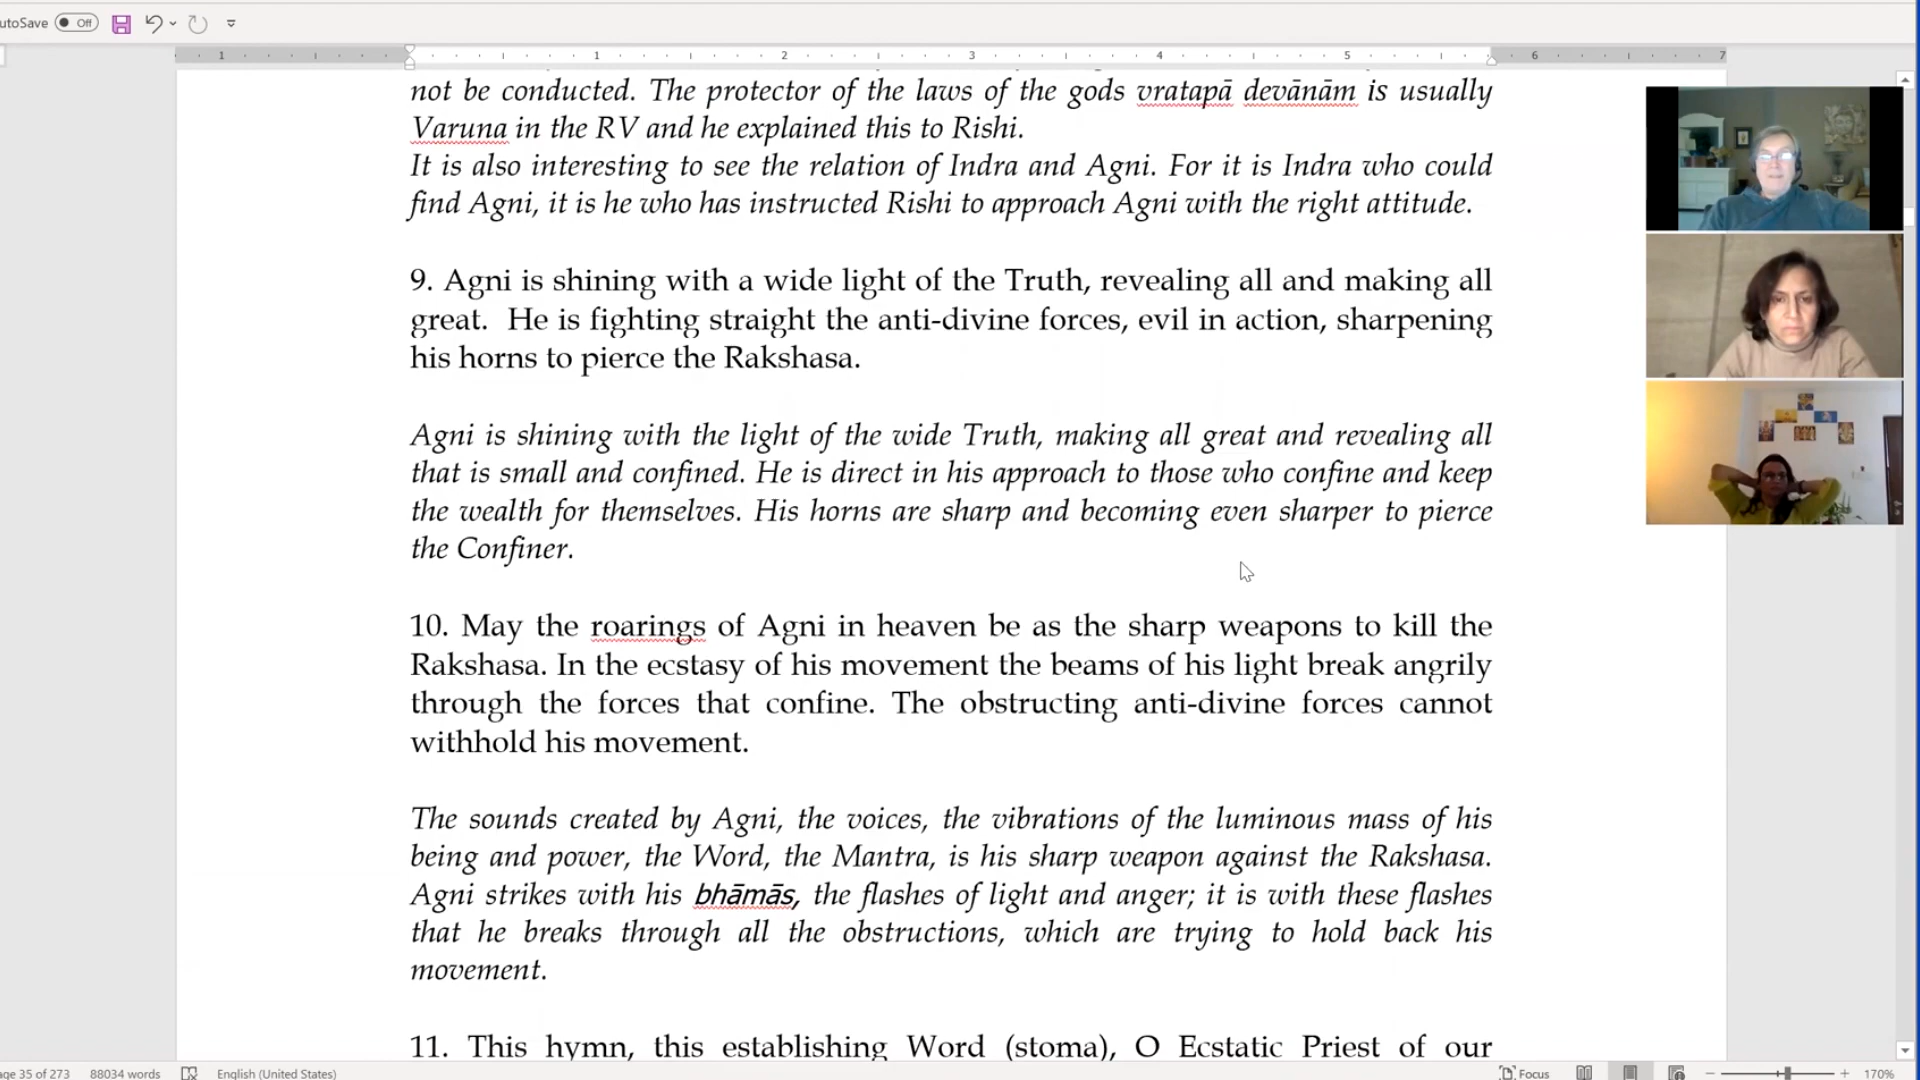 utoSave Off
1 1 2 3 4 5 6 7
not be conducted. The protector of the laws of the gods vratapā devānām is usually
Varuna in the RV and he explained this to Rishi.
It is also interesting to see the relation of Indra and Agni. For it is Indra who could
find Agni, it is he who has instructed Rishi to approach Agni with the right attitude.
9. Agni is shining with a wide light of the Truth, revealing all and making all
great. He is fighting straight the anti-divine forces, evil in action, sharpening
his horns to pierce the Rakshasa.
Agni is shining with the light of the wide Truth, making all great and revealing all
that is small and confined. He is direct in his approach to those who confine and keep
the wealth for themselves. His horns are sharp and becoming even sharper to pierce
the Confiner.
10. May the roarings of Agni in heaven be as the sharp weapons to kill the
Rakshasa. In the ecstasy of his movement the beams of his light break angrily
through the forces that confine. The obstructing anti-divine forces cannot
withhold his movement.
The sounds created by Agni, the voices, the vibrations of the luminous mass of his
being and power, the Word, the Mantra, is his sharp weapon against the Rakshasa.
Agni strikes with his bhāmās, the flashes of light and anger; it is with these flashes
that he breaks through all the obstructions, which are trying to hold back his
movement.
11. This hymn, this establishing Word (stoma), O Ecstatic Priest of our
age 35 of 273 88034 words English (United States) Focus 170%